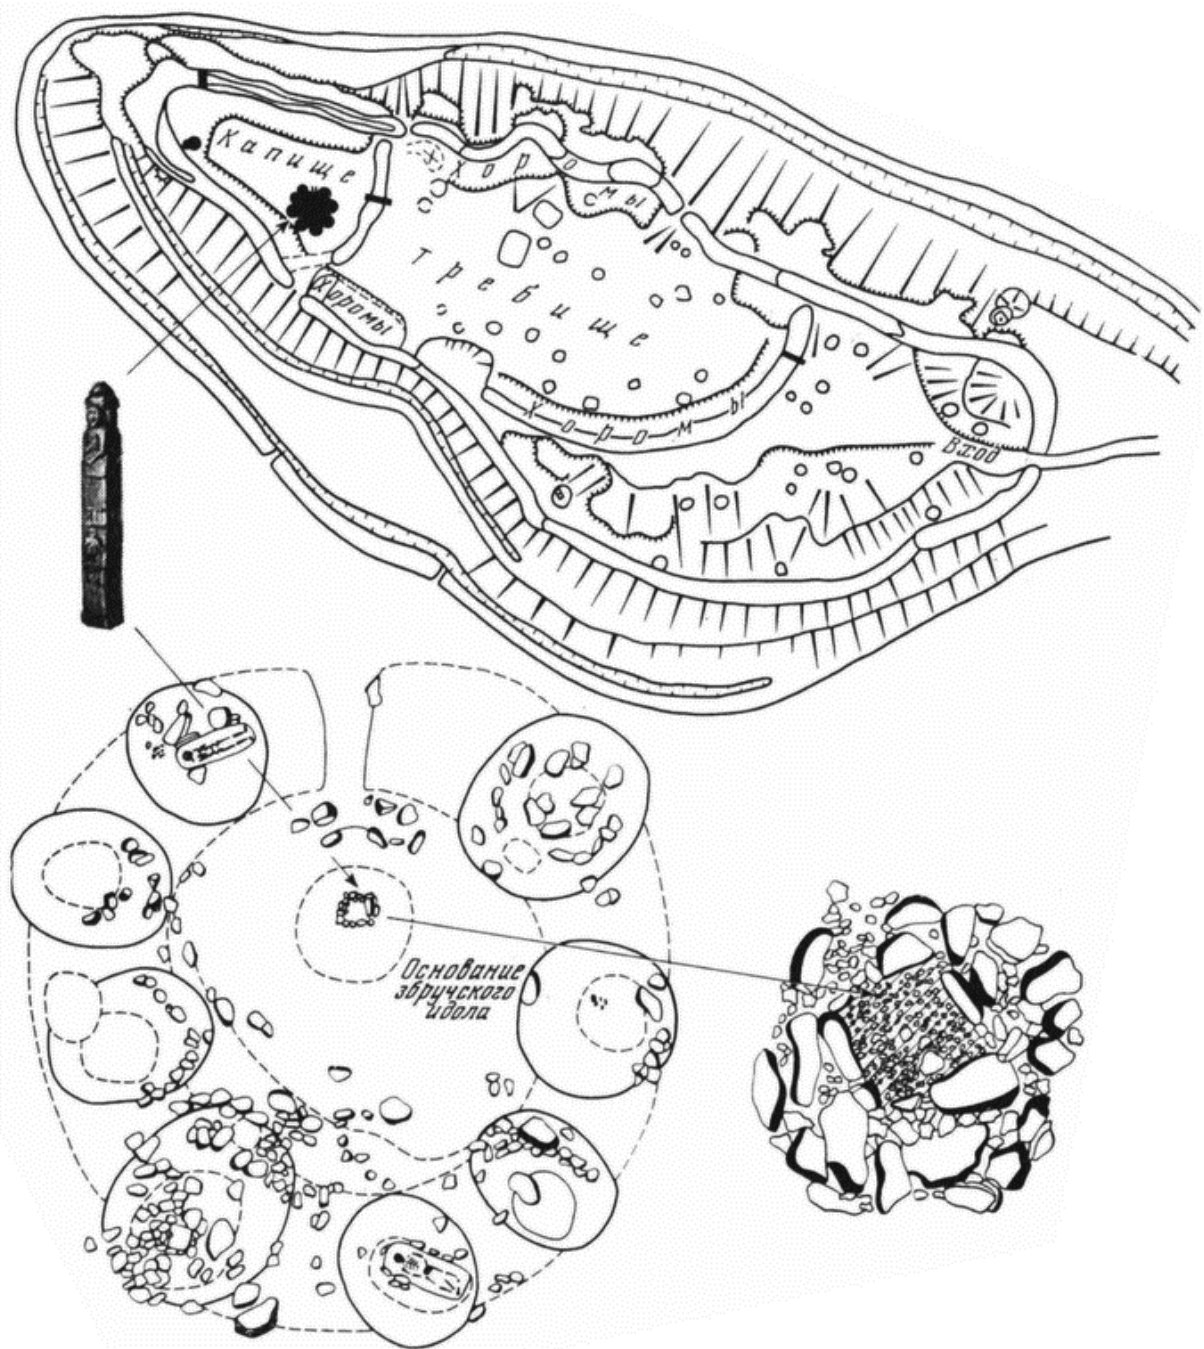 Капище
Хоромы
требище
Хоромы
Хоромы
вход
Основание
збручского
идола